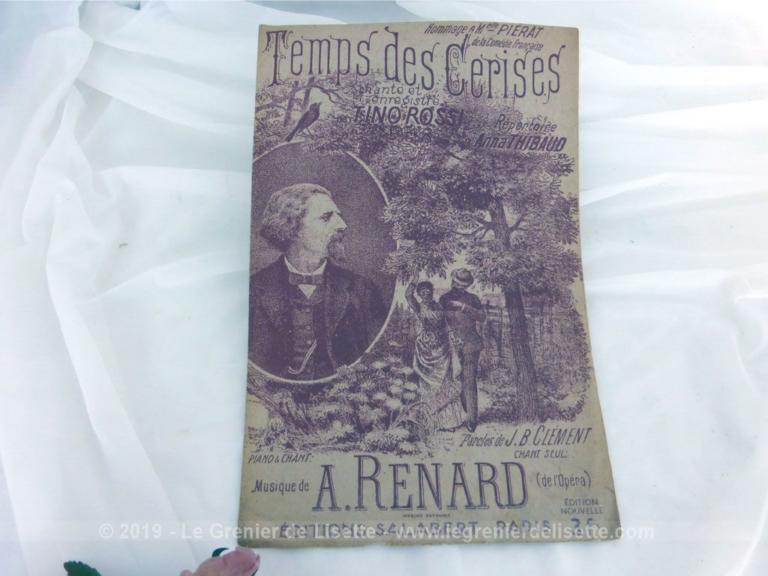 Hommage à Mlle PIERAT
de la Comédie Française
Temps des Cerises
chanté et
enregistré
par TINO ROSSI
Répertoire
Anna THIBAUD
Paroles de J. B CLEMENT
CHANT SEUL:
PIANO & CHANT:
Musique de A. RENARD (de l'Opéra)
ÉDITION
NOUVELLE
ÉDITIONS SALABERT PARIS
© 2019 - Le Grenier de Lisette - www.legrenierdelisette.com